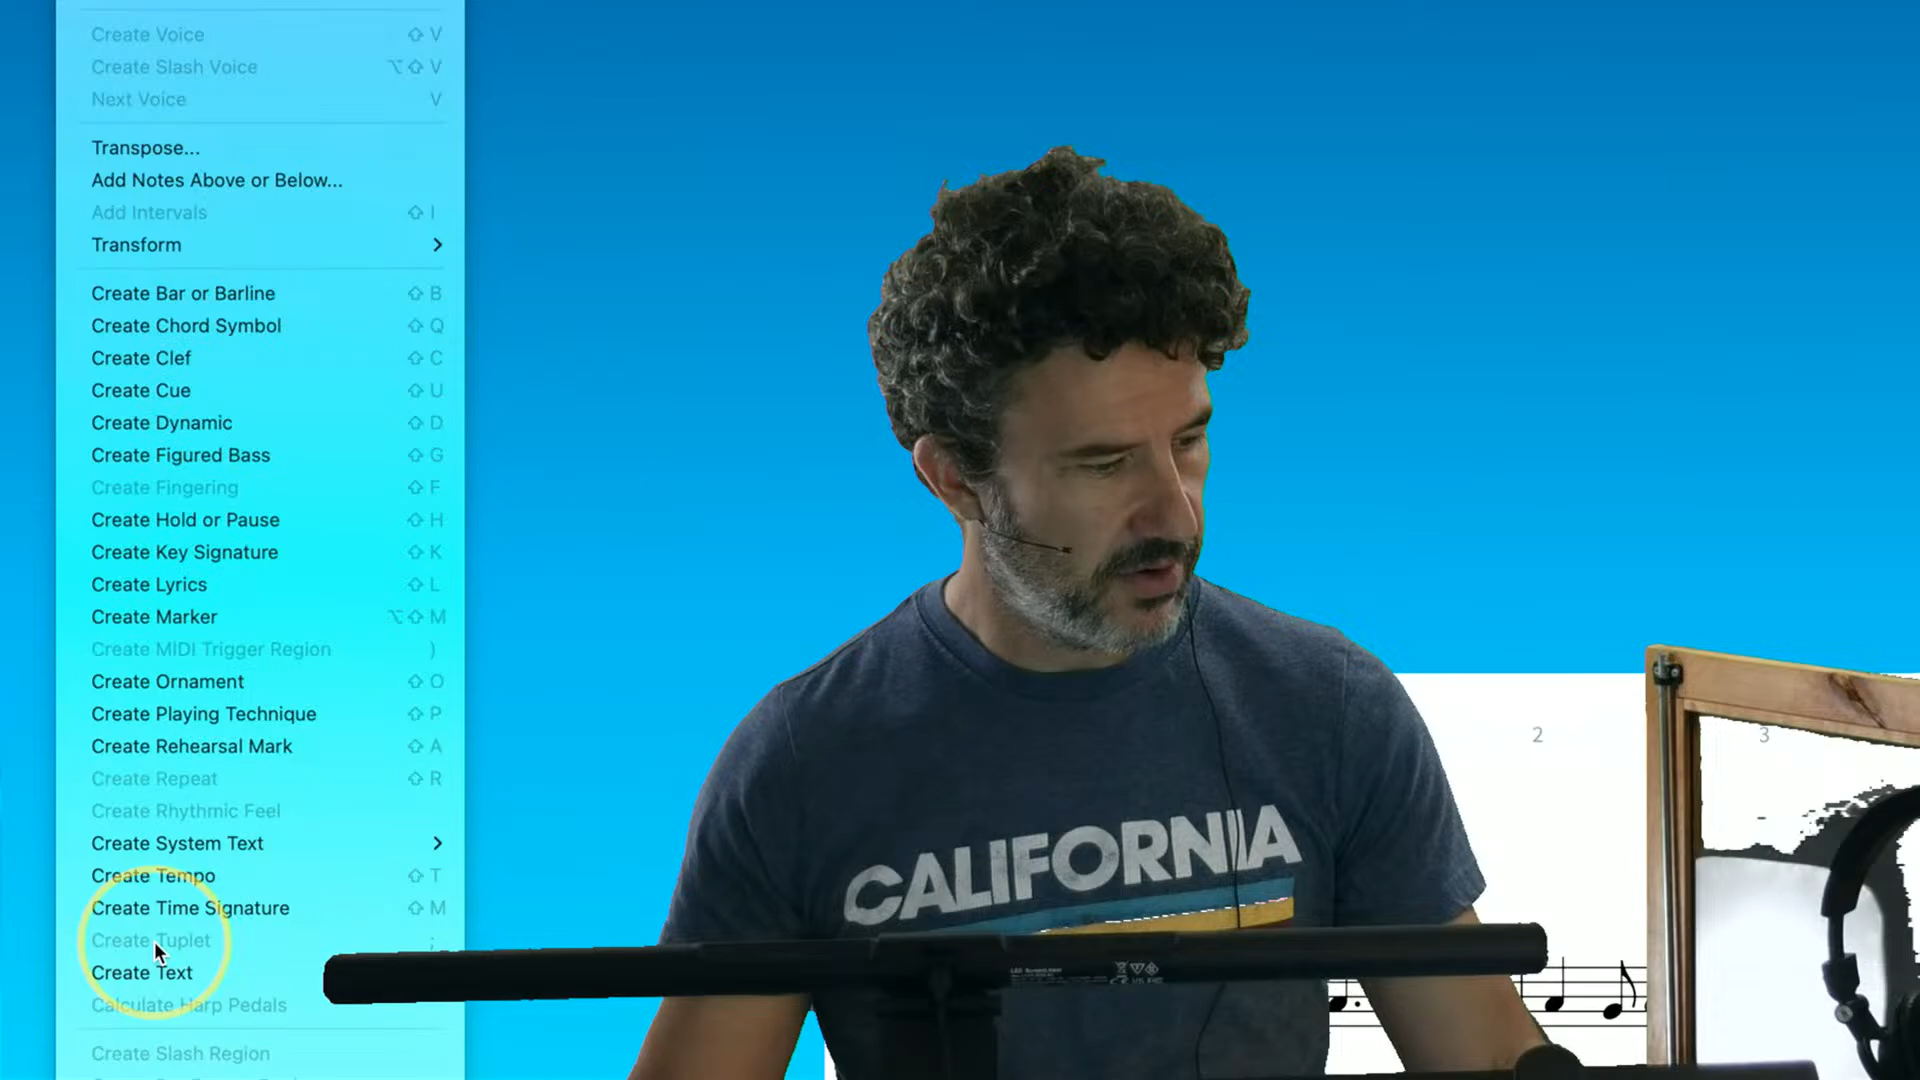 Create Voice ⇧ V
Create Slash Voice ⌥⇧ V
Next Voice V
Transpose...
Add Notes Above or Below...
Add Intervals ⇧ I
Transform >
Create Bar or Barline ⇧ B
Create Chord Symbol ⇧ Q
Create Clef ⇧ C
Create Cue ⇧ U
Create Dynamic ⇧ D
Create Figured Bass ⇧ G
Create Fingering ⇧ F
Create Hold or Pause ⇧ H
Create Key Signature ⇧ K
Create Lyrics ⇧ L
Create Marker ⌥⇧ M
Create MIDI Trigger Region )
Create Ornament ⇧ O
Create Playing Technique ⇧ P
Create Rehearsal Mark ⇧ A
Create Repeat ⇧ R
Create Rhythmic Feel
Create System Text >
Create Tempo ⇧ T
Create Time Signature ⇧ M
Create Tuplet ;
Create Text
Calculate Harp Pedals
Create Slash Region
2
3
CALIFORNIA